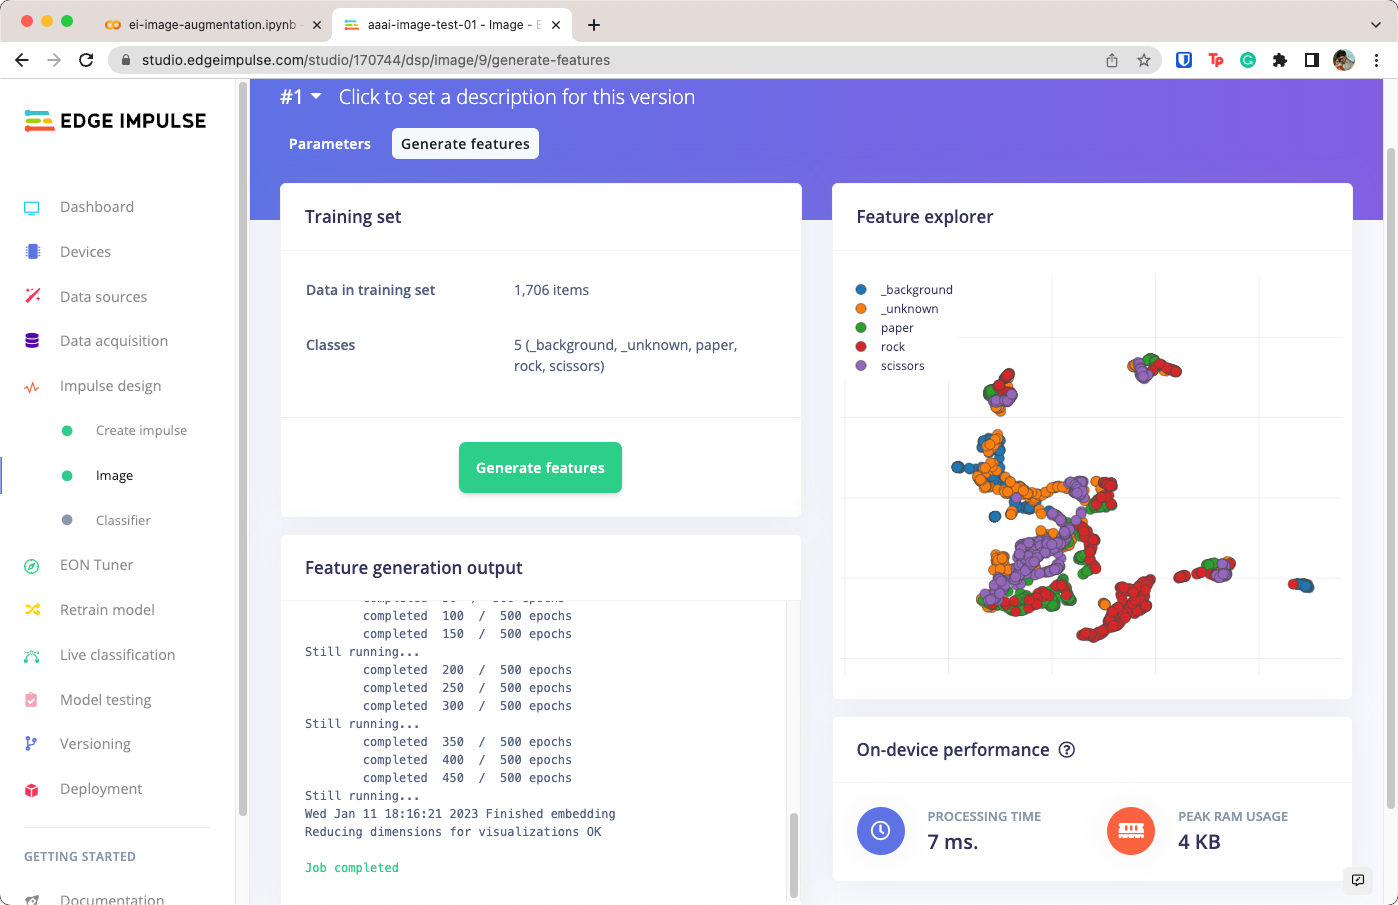 ei-image-augmentation.ipynb -
aaai-image-test-01 - Image - E
studio.edgeimpulse.com/studio/170744/dsp/image/9/generate-features
Tp
EDGE IMPULSE
Dashboard
Devices
Data sources
Data acquisition
Impulse design
Create impulse
Image
Classifier
EON Tuner
Retrain model
Live classification
Model testing
Versioning
Deployment
GETTING STARTED
Documentation
#1 Click to set a description for this version
Parameters
Generate features
Training set
Data in training set 1,706 items
Classes 5 (_background, _unknown, paper,
rock, scissors)
Generate features
Feature generation output
completed 100 / 500 epochs
completed 150 / 500 epochs
Still running...
completed 200 / 500 epochs
completed 250 / 500 epochs
completed 300 / 500 epochs
Still running...
completed 350 / 500 epochs
completed 400 / 500 epochs
completed 450 / 500 epochs
Still running...
Wed Jan 11 18:16:21 2023 Finished embedding
Reducing dimensions for visualizations OK
Job completed
Feature explorer
_background
_unknown
paper
rock
scissors
On-device performance ?
PROCESSING TIME
7 ms.
PEAK RAM USAGE
4 KB